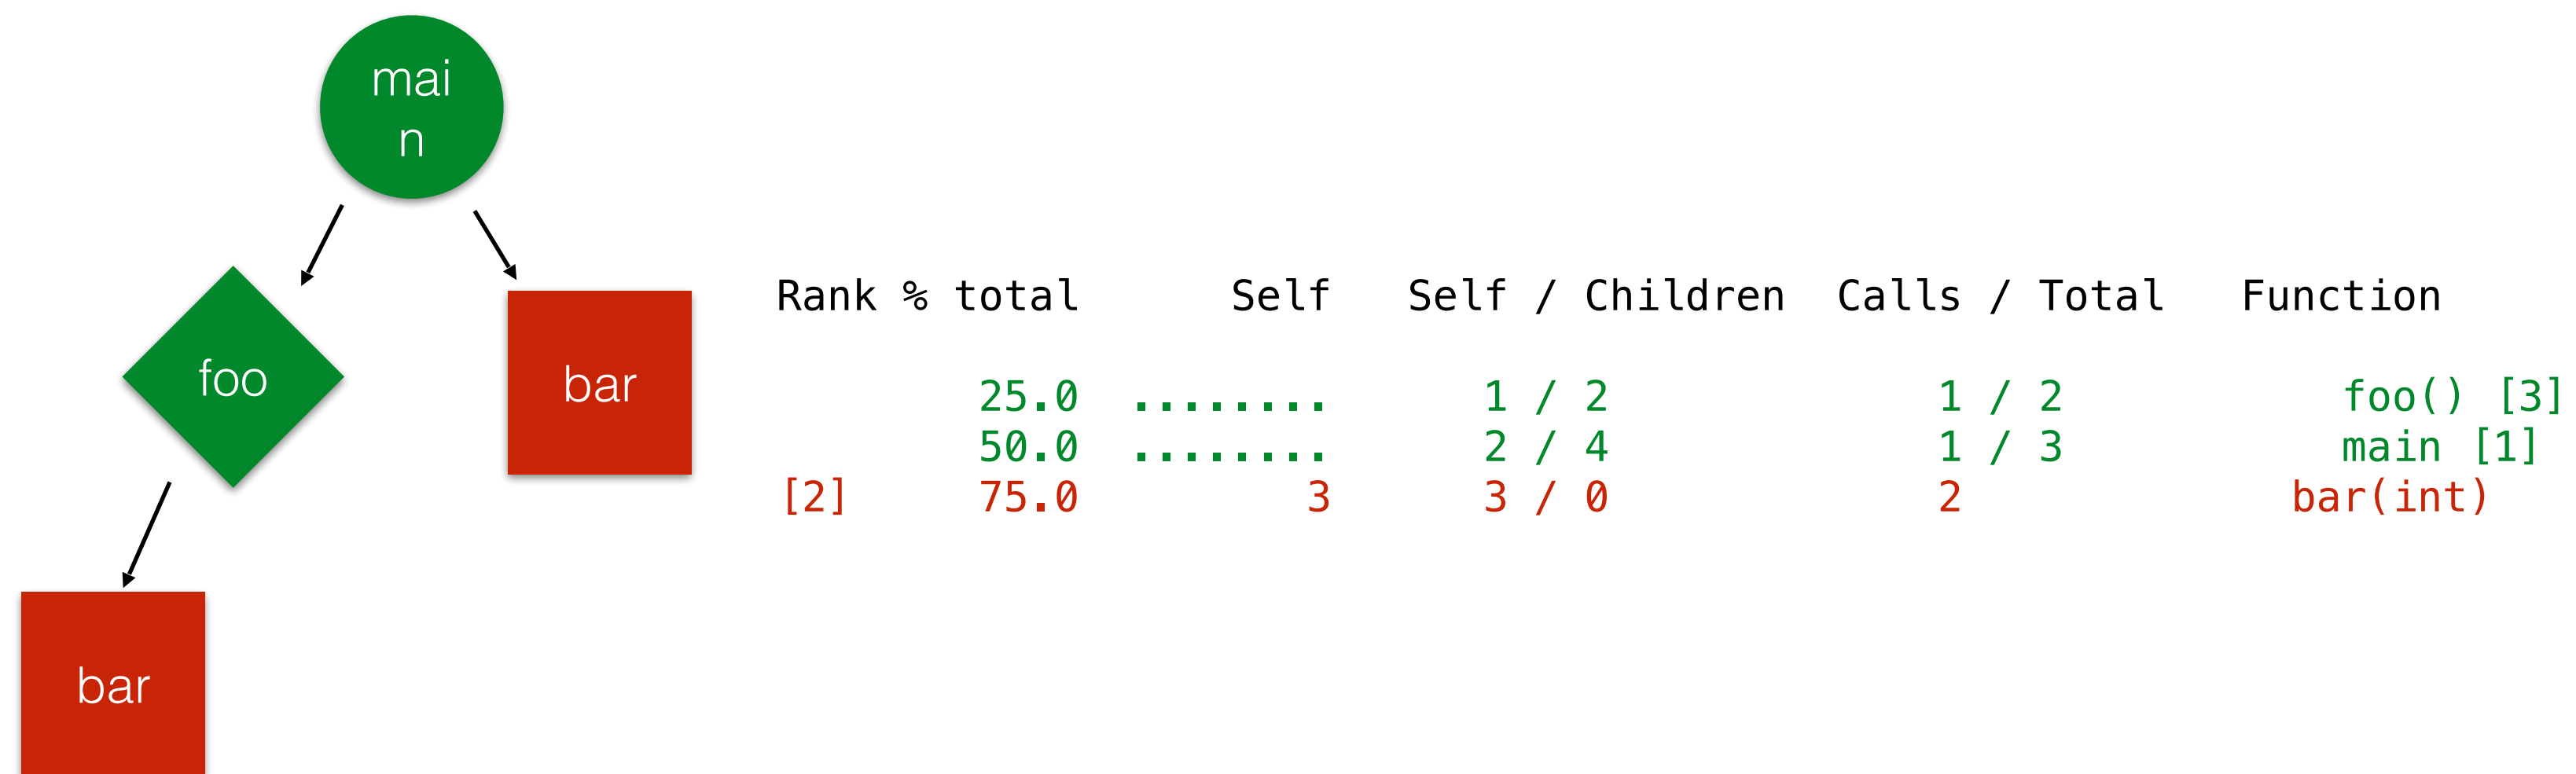 mai
n
foo
bar
bar
Rank % total Self Self / Children Calls / Total Function
25.0 ........ 1 / 2 1 / 2 foo() [3]
50.0 ........ 2 / 4 1 / 3 main [1]
[2] 75.0 3 3 / 0 2 bar(int)